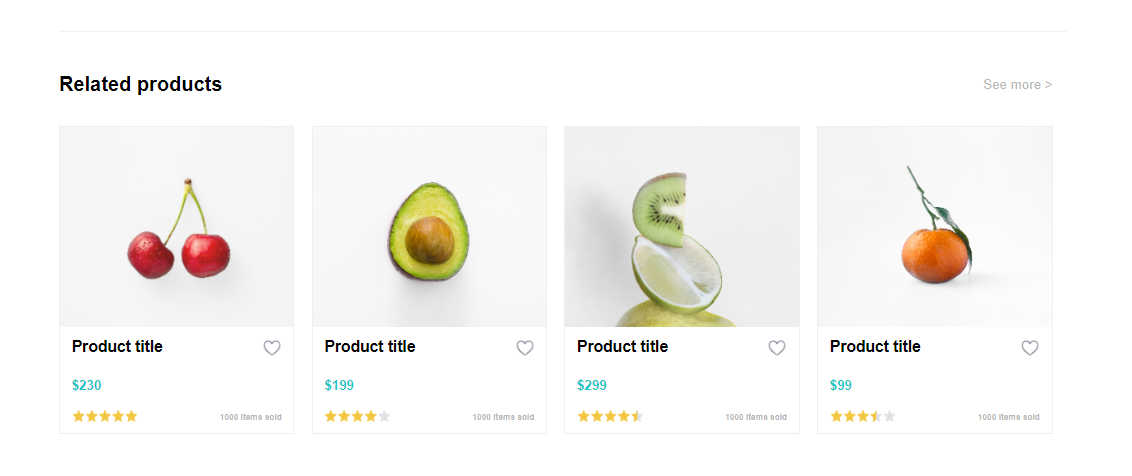 Related products
See more >
Product title
Product title
Product title
Product title
$230
$199
$299
$99
1000 items sold
1000 items sold
1000 items sold
1000 items sold